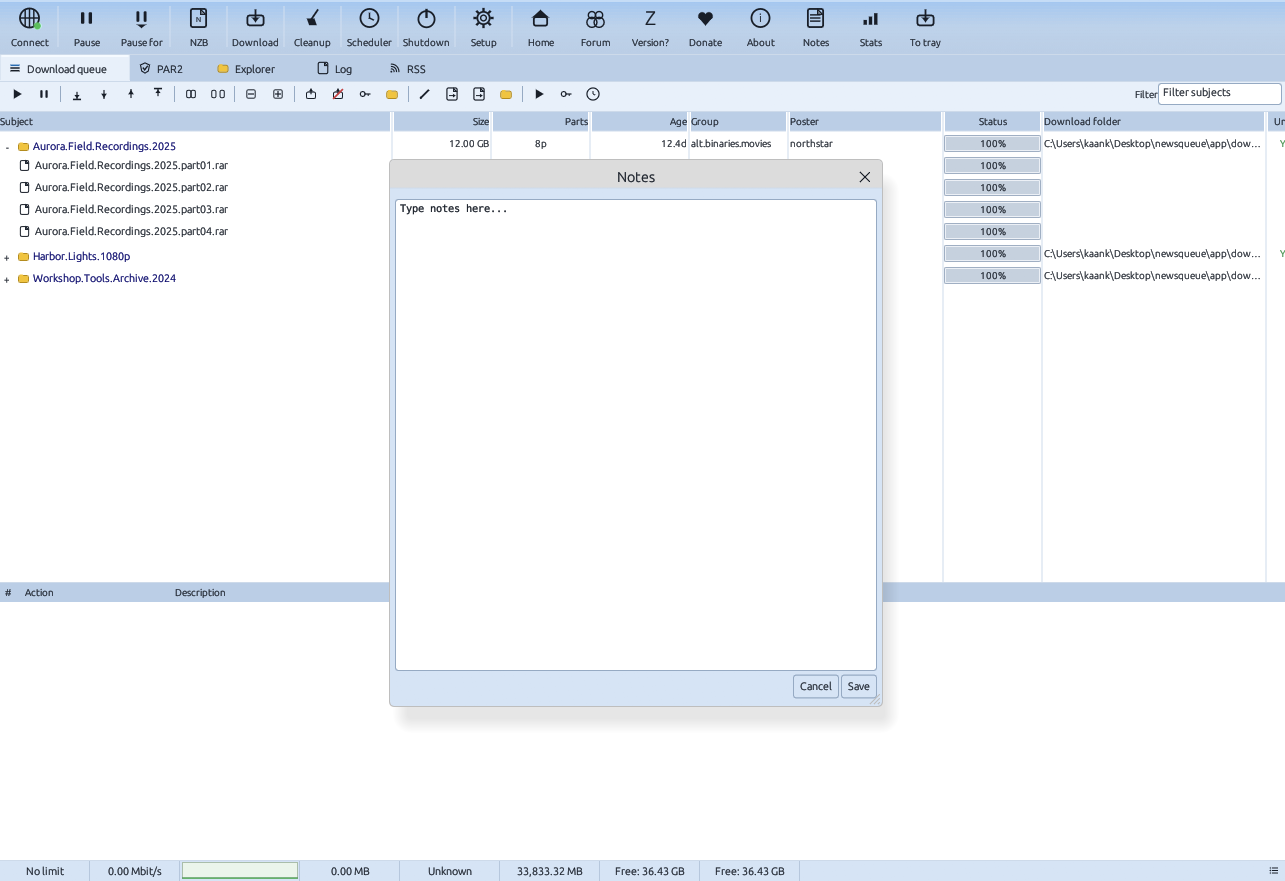 Connect Pause Pause for NZB Download Cleanup Scheduler Shutdown Setup Home Forum Version? Donate About Notes Stats To tray
Download queue PAR2 Explorer Log RSS
Filter Filter subjects
Subject Size Parts Age Group Poster Status Download folder Un
- Aurora.Field.Recordings.2025 12.00 GB 8p 12.4d alt.binaries.movies northstar 100% C:\Users\kaank\Desktop\newsqueue\app\dow... Y
Aurora.Field.Recordings.2025.part01.rar 100%
Aurora.Field.Recordings.2025.part02.rar 100%
Aurora.Field.Recordings.2025.part03.rar 100%
Aurora.Field.Recordings.2025.part04.rar 100%
+ Harbor.Lights.1080p 100% C:\Users\kaank\Desktop\newsqueue\app\dow... Y
+ Workshop.Tools.Archive.2024 100% C:\Users\kaank\Desktop\newsqueue\app\dow...
Notes
Type notes here...
Cancel Save
# Action Description
No limit 0.00 Mbit/s 0.00 MB Unknown 33,833.32 MB Free: 36.43 GB Free: 36.43 GB